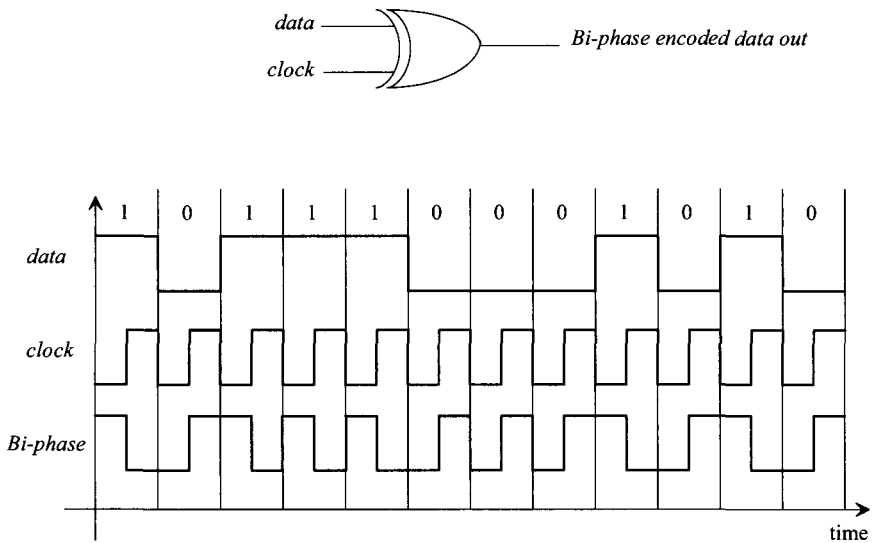 data
Bi-phase encoded data out
clock
1 0 1 1 1 0 0 0 1 0 1 0
data
clock
Bi-phase
time